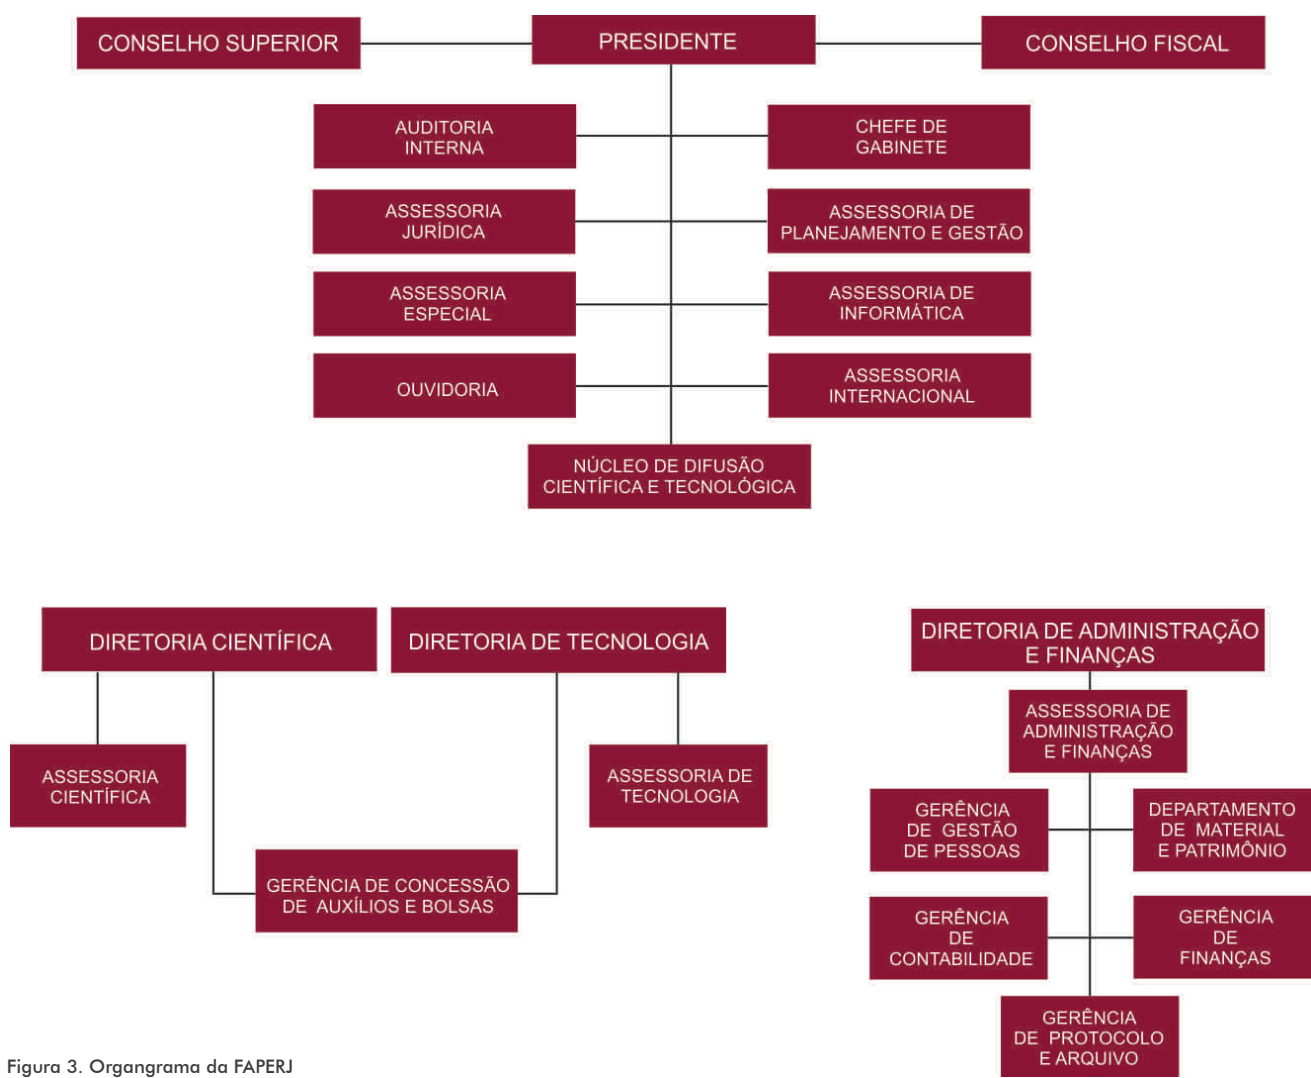 CONSELHO SUPERIOR
PRESIDENTE
CONSELHO FISCAL
AUDITORIA
INTERNA
CHEFE DE
GABINETE
ASSESSORIA
JURÍDICA
ASSESSORIA DE
PLANEJAMENTO E GESTÃO
ASSESSORIA
ESPECIAL
ASSESSORIA DE
INFORMÁTICA
OUVIDORIA
ASSESSORIA
INTERNACIONAL
NÚCLEO DE DIFUSÃO
CIENTÍFICA E TECNOLÓGICA
DIRETORIA CIENTÍFICA
DIRETORIA DE TECNOLOGIA
ASSESSORIA
CIENTÍFICA
ASSESSORIA DE
TECNOLOGIA
GERÊNCIA DE CONCESSÃO
DE AUXÍLIOS E BOLSAS
DIRETORIA DE ADMINISTRAÇÃO
E FINANÇAS
ASSESSORIA DE
ADMINISTRAÇÃO
E FINANÇAS
GERÊNCIA
DE GESTÃO
DE PESSOAS
DEPARTAMENTO
DE MATERIAL
E PATRIMÔNIO
GERÊNCIA
DE
CONTABILIDADE
GERÊNCIA
DE
FINANÇAS
GERÊNCIA
DE PROTOCOLO
E ARQUIVO
Figura 3. Organgrama da FAPERJ